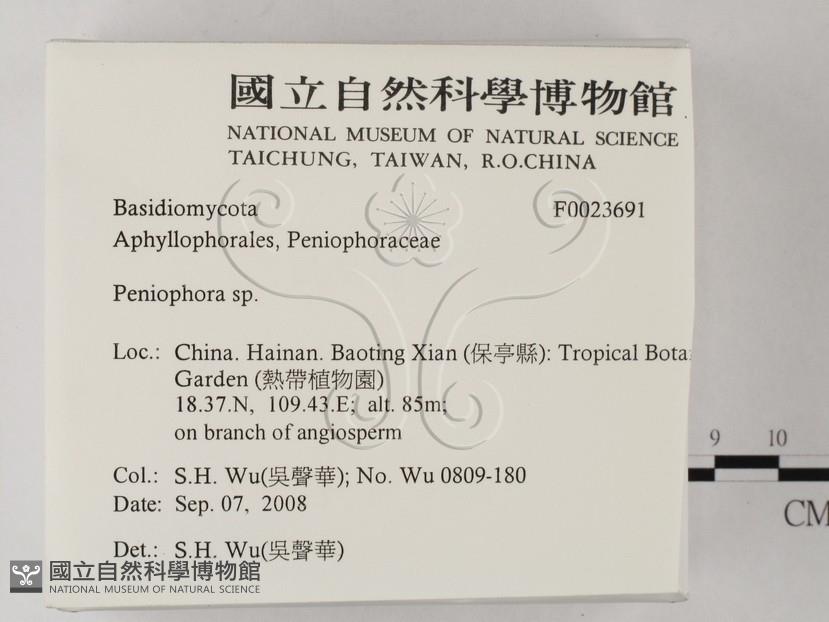 國立自然科學博物館
NATIONAL MUSEUM OF NATURAL SCIENCE
TAICHUNG, TAIWAN, R.O.CHINA
Basidiomycota F0023691
Aphyllophorales, Peniophoraceae
Peniophora sp.
Loc.: China. Hainan. Baoting Xian (保亭縣): Tropical
Garden (熱帶植物園)
18.37.N, 109.43.E; alt. 85m;
on branch of angiosperm
9 10
CM
Col.: S.H. Wu(吳聲華); No. Wu 0809-180
Date: Sep. 07, 2008
Det.: S.H. Wu(吳聲華)
國立自然科學博物館
NATIONAL MUSEUM OF NATURAL SCIENCE